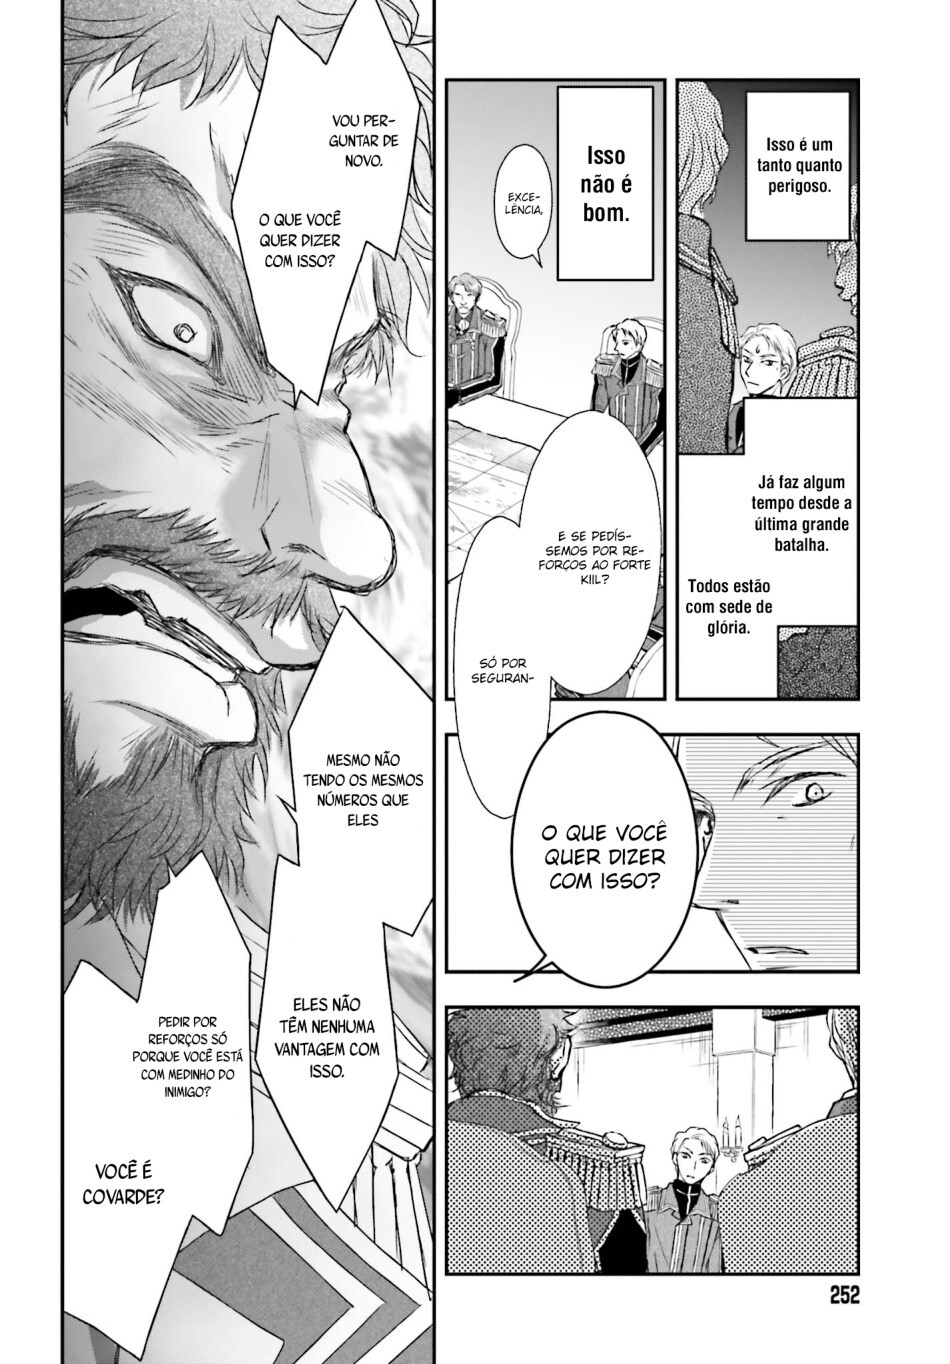 Isso é um
tanto quanto
perigoso.
Já faz algum
tempo desde a
última grande
batalha.
Todos estão
com sede de
glória.
Isso
não é
bom.
EXCE-
LÊNCIA,
E SE PEDÍS-
SEMOS POR RE-
FORÇOS AO FORTE
KIIL?
SÓ POR
SEGURAN-
O QUE VOCÊ
QUER DIZER
COM ISSO?
VOU PER-
GUNTAR DE
NOVO.
O QUE VOCÊ
QUER DIZER
COM ISSO?
MESMO NÃO
TENDO OS MESMOS
NÚMEROS QUE
ELES
ELES NÃO
TÊM NENHUMA
VANTAGEM COM
ISSO.
PEDIR POR
REFORÇOS SÓ
PORQUE VOCÊ ESTÁ
COM MEDINHO DO
INIMIGO?
VOCÊ É
COVARDE?
252